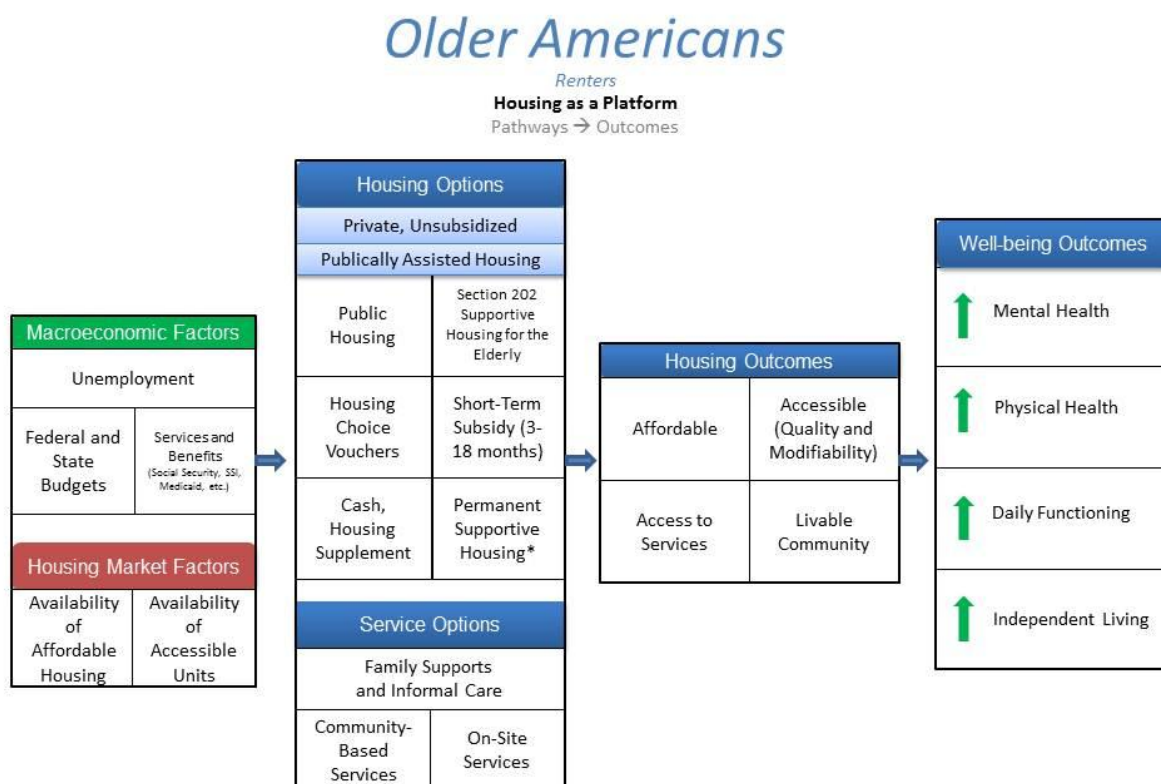 Older Americans
Renters
Housing as a Platform
Pathways → Outcomes
Macroeconomic Factors
Unemployment
Federal and
State
Budgets
Services and
Benefits
(Social Security, SSI,
Medicaid, etc.)
Housing Market Factors
Availability
of
Affordable
Housing
Availability
of
Accessible
Units
Housing Options
Private, Unsubsidized
Publically Assisted Housing
Public
Housing
Section 202
Supportive
Housing for the
Elderly
Housing
Choice
Vouchers
Short-Term
Subsidy (3-
18 months)
Cash,
Housing
Supplement
Permanent
Supportive
Housing*
Service Options
Family Supports
and Informal Care
Community-
Based
Services
On-Site
Services
Housing Outcomes
Affordable
Accessible
(Quality and
Modifiability)
Access to
Services
Livable
Community
Well-being Outcomes
Mental Health
Physical Health
Daily Functioning
Independent Living